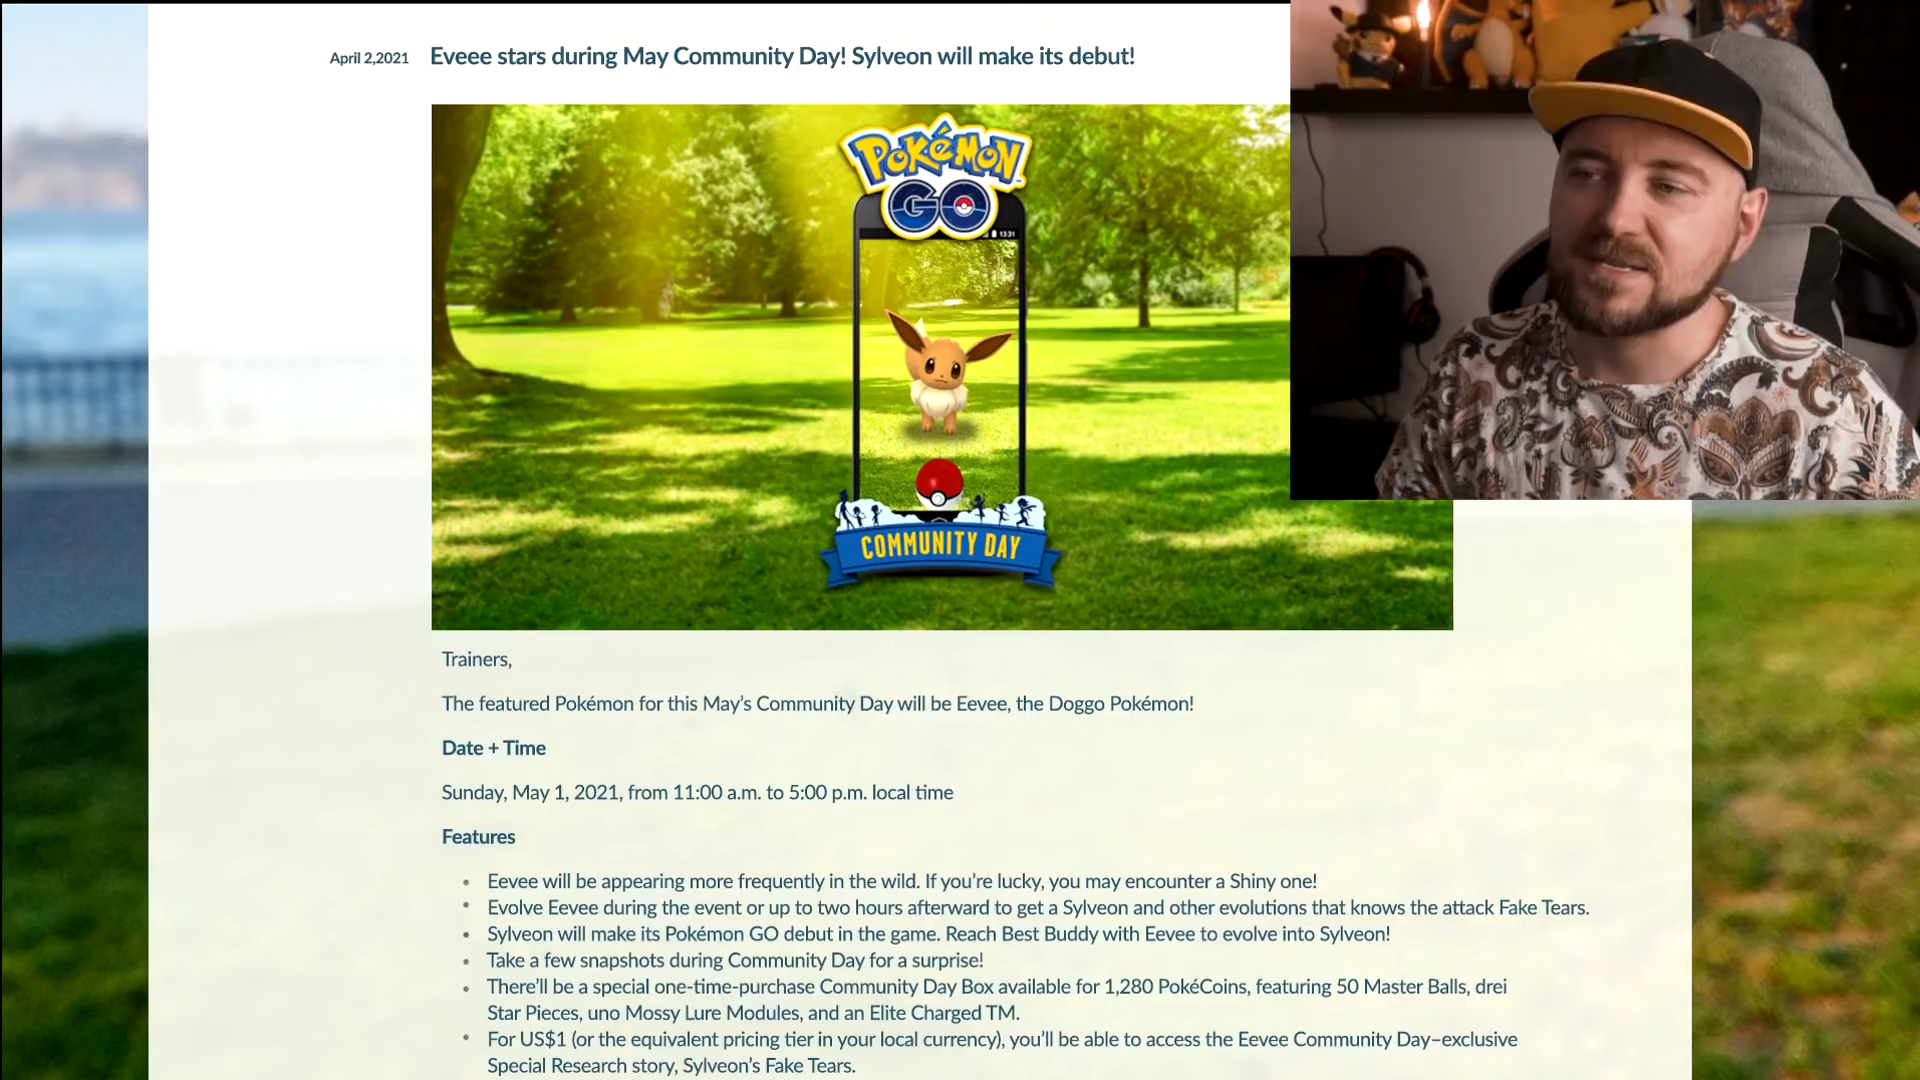 April 2,2021
Eveee stars during May Community Day! Sylveon will make its debut!
POKéMON
GO
13:31
COMMUNITY DAY
Trainers,
The featured Pokémon for this May's Community Day will be Eevee, the Doggo Pokémon!
Date + Time
Sunday, May 1, 2021, from 11:00 a.m. to 5:00 p.m. local time
Features
• Eevee will be appearing more frequently in the wild. If you're lucky, you may encounter a Shiny one!
• Evolve Eevee during the event or up to two hours afterward to get a Sylveon and other evolutions that knows the attack Fake Tears.
• Sylveon will make its Pokémon GO debut in the game. Reach Best Buddy with Eevee to evolve into Sylveon!
• Take a few snapshots during Community Day for a surprise!
• There'll be a special one-time-purchase Community Day Box available for 1,280 PokéCoins, featuring 50 Master Balls, drei
Star Pieces, uno Mossy Lure Modules, and an Elite Charged TM.
• For US$1 (or the equivalent pricing tier in your local currency), you'll be able to access the Eevee Community Day–exclusive
Special Research story, Sylveon's Fake Tears.